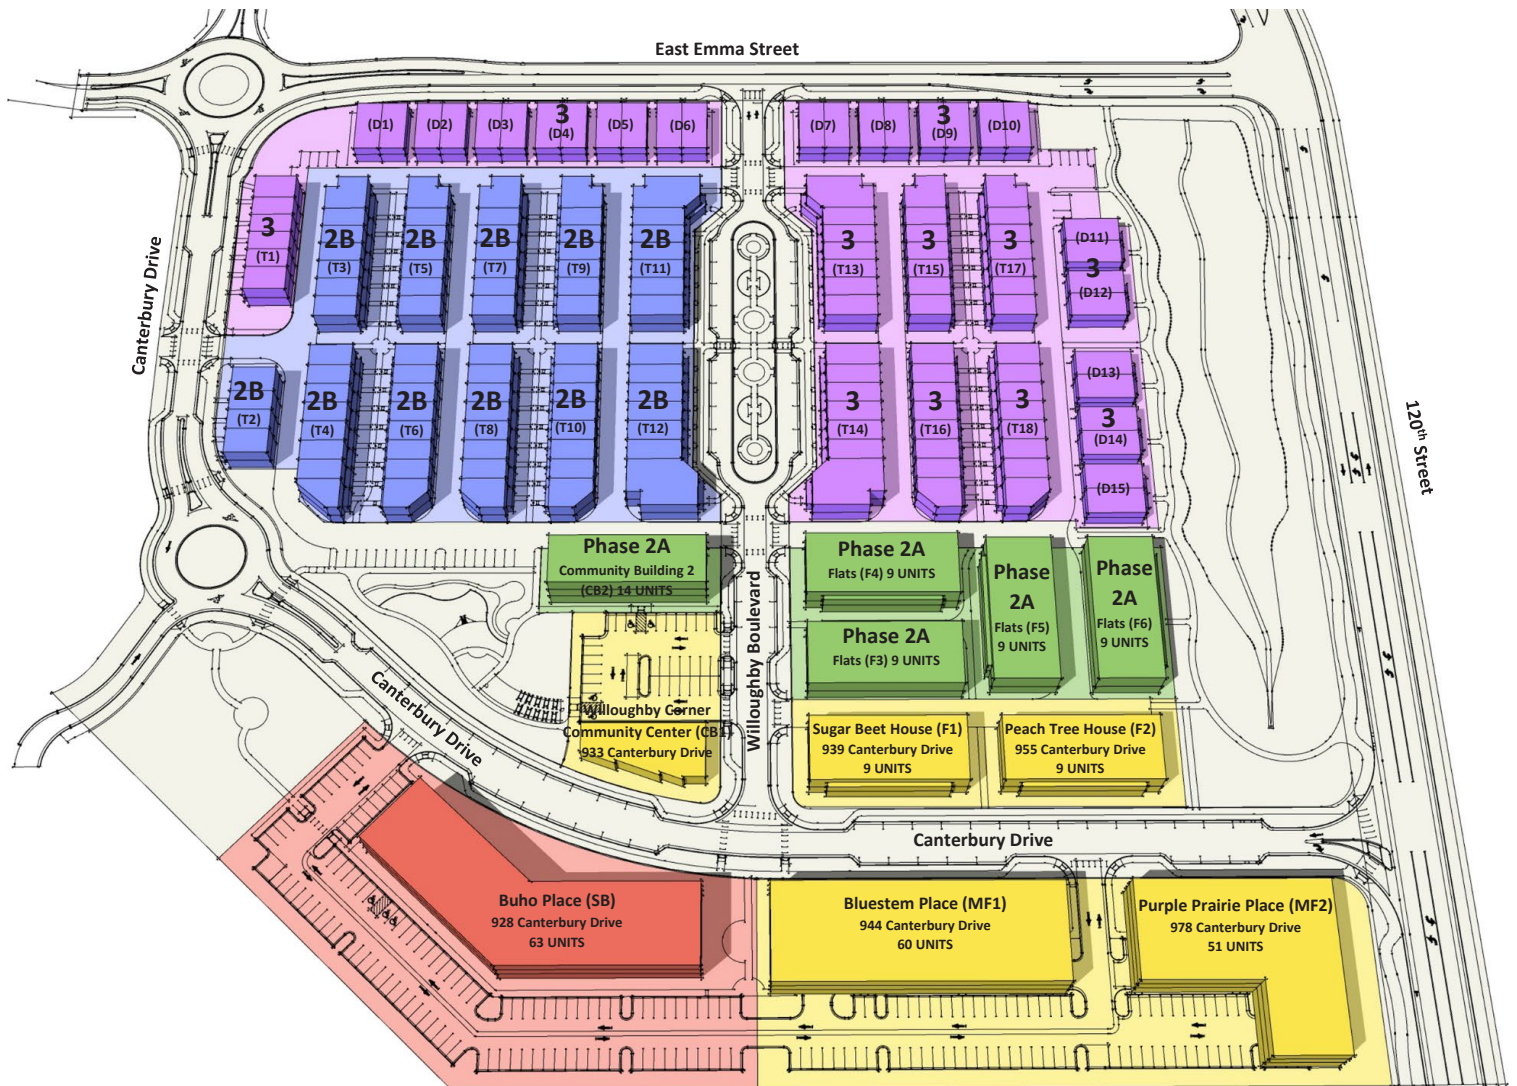 East Emma Street
(D1)
(D2)
(D3)
3
(D4)
(D5)
(D6)
(D7)
(D8)
3
(D9)
(D10)
3
(T1)
2B
(T3)
2B
(T5)
2B
(T7)
2B
(T9)
2B
(T11)
3
(T13)
3
(T15)
3
(T17)
(D11)
3
(D12)
Canterbury Drive
2B
(T2)
2B
(T4)
2B
(T6)
2B
(T8)
2B
(T10)
2B
(T12)
3
(T14)
3
(T16)
3
(T18)
(D13)
3
(D14)
(D15)
120th Street
Phase 2A
Community Building 2
(CB2) 14 UNITS
Phase 2A
Flats (F4) 9 UNITS
Phase
2A
Flats (F5)
9 UNITS
Phase
2A
Flats (F6)
9 UNITS
Phase 2A
Flats (F3) 9 UNITS
Willoughby Boulevard
Canterbury Drive
Willoughby Corner
Community Center (CB1)
933 Canterbury Drive
Sugar Beet House (F1)
939 Canterbury Drive
9 UNITS
Peach Tree House (F2)
955 Canterbury Drive
9 UNITS
Canterbury Drive
Buho Place (SB)
928 Canterbury Drive
63 UNITS
Bluestem Place (MF1)
944 Canterbury Drive
60 UNITS
Purple Prairie Place (MF2)
978 Canterbury Drive
51 UNITS